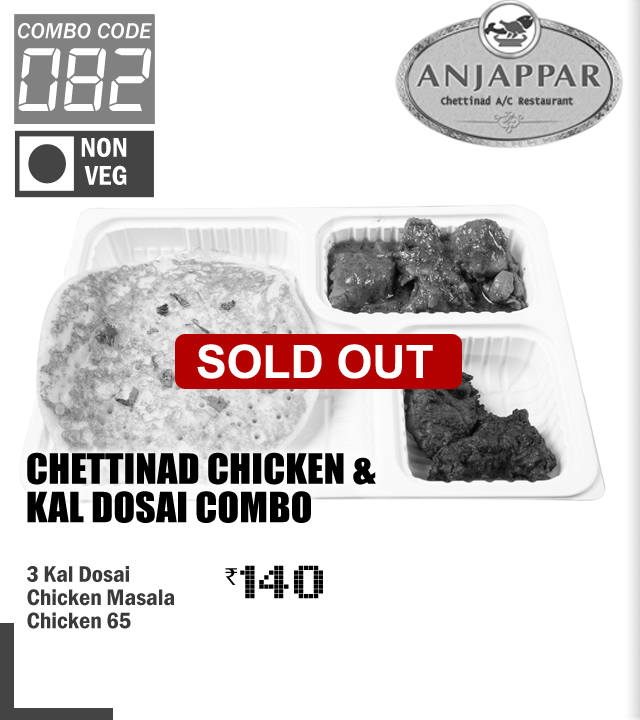 COMBO CODE
082
NON
VEG
ANJAPPAR
Chettinad A/C Restaurant
SOLD OUT
CHETTINAD CHICKEN &
KAL DOSAI COMBO
3 Kal Dosai
Chicken Masala
Chicken 65
₹140